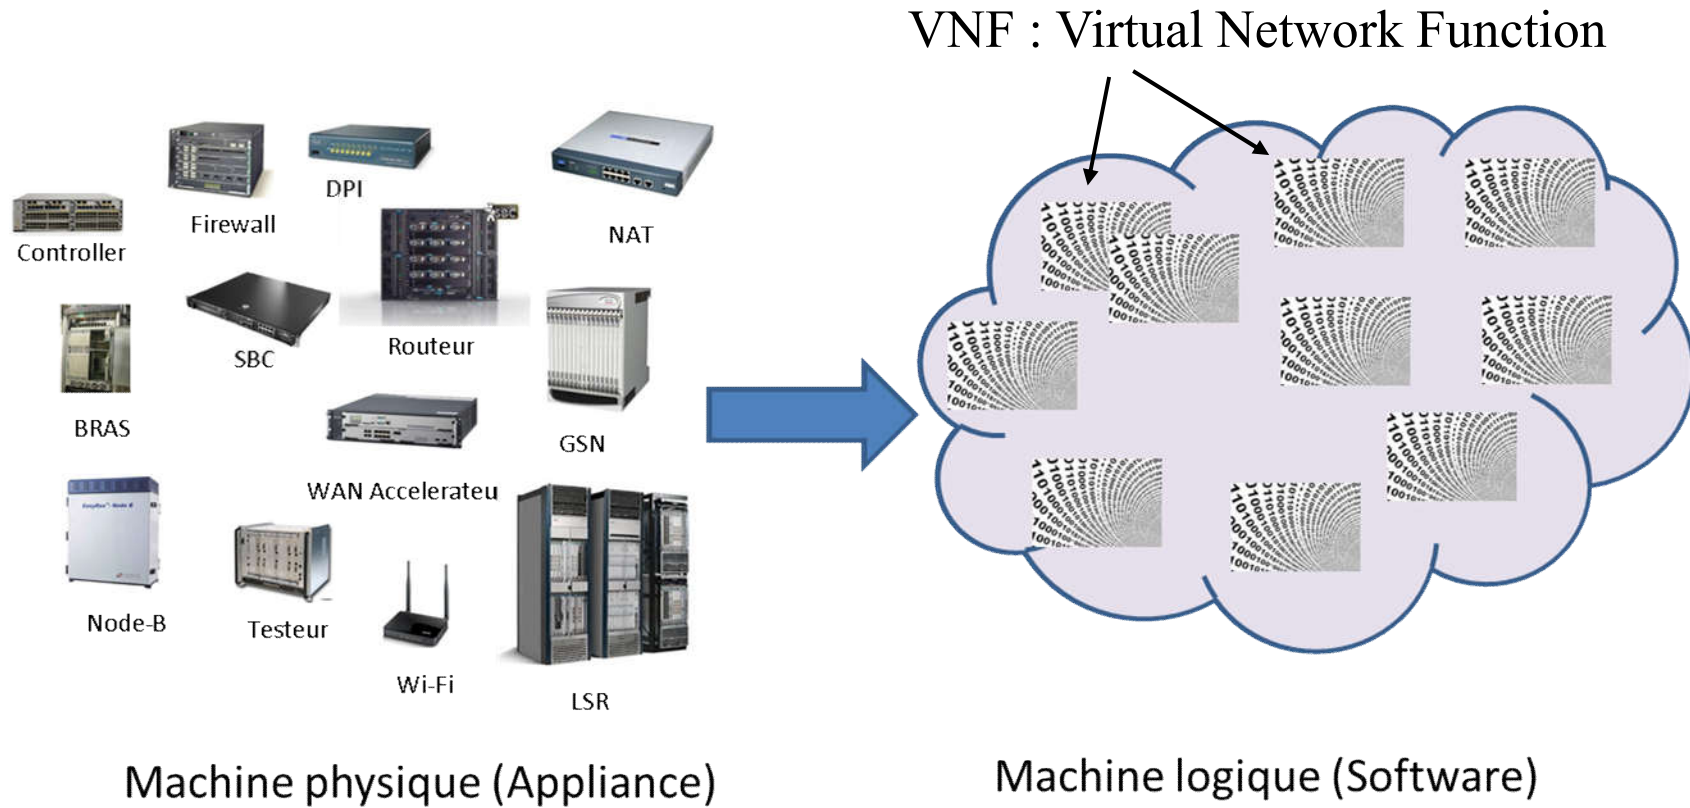 VNF : Virtual Network Function
DPI
Firewall
NAT
Controller
SBC
Routeur
BRAS
GSN
WAN Accelerateu
Node-B
Testeur
Wi-Fi
LSR
Machine physique (Appliance)
Machine logique (Software)